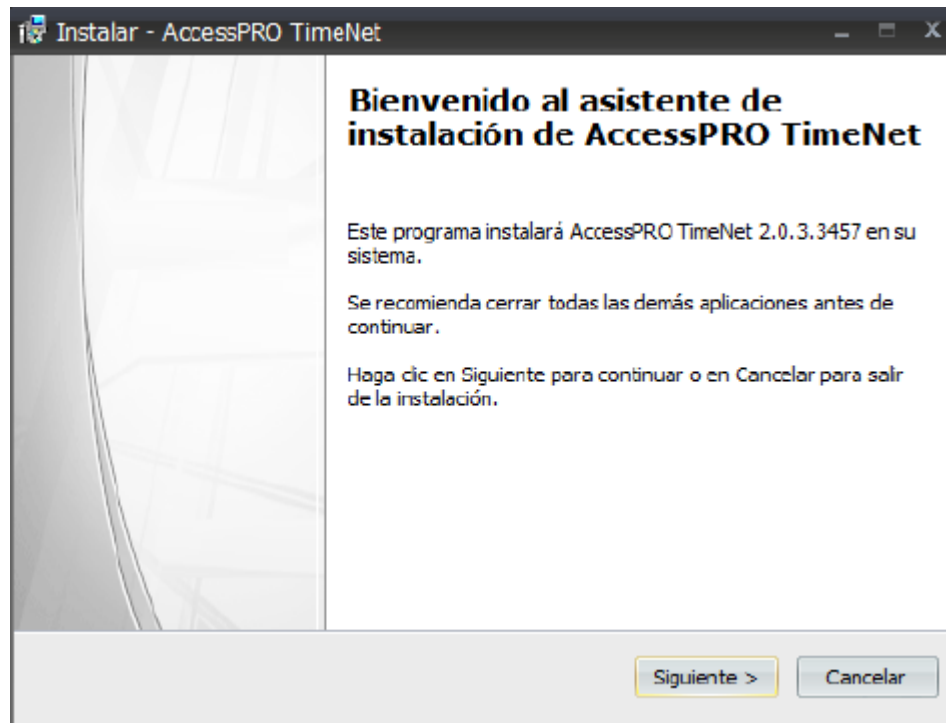 Instalar - AccessPRO TimeNet
Bienvenido al asistente de
instalación de AccessPRO TimeNet
Este programa instalará AccessPRO TimeNet 2.0.3.3457 en su
sistema.
Se recomienda cerrar todas las demás aplicaciones antes de
continuar.
Haga clic en Siguiente para continuar o en Cancelar para salir
de la instalación.
Siguiente >
Cancelar